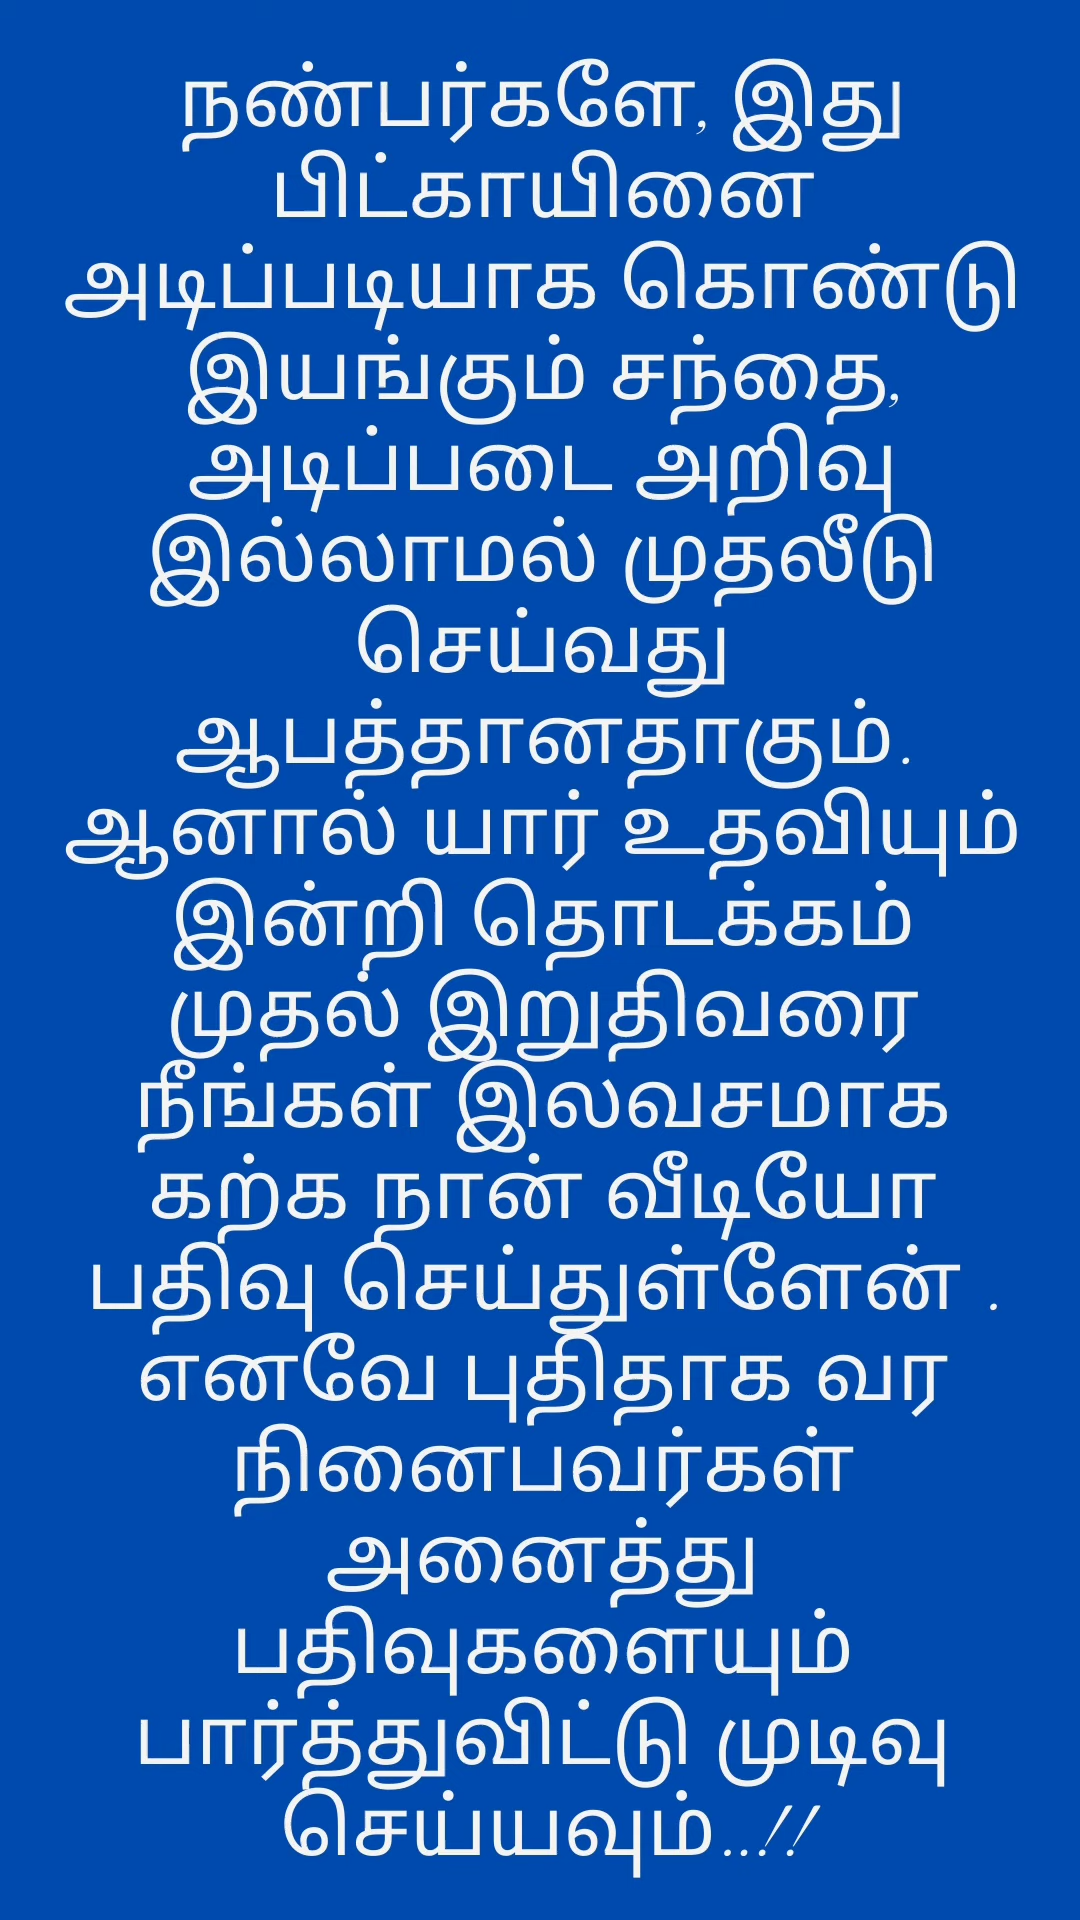 நண்பர்களே, இது
பிட்காயினை
அடிப்படியாக கொண்டு
இயங்கும் சந்தை,
அடிப்படை அறிவு
இல்லாமல் முதலீடு
செய்வது
ஆபத்தானதாகும்.
ஆனால் யார் உதவியும்
இன்றி தொடக்கம்
முதல் இறுதிவரை
நீங்கள் இலவசமாக
கற்க நான் வீடியோ
பதிவு செய்துள்ளேன் .
எனவே புதிதாக வர
நினைபவர்கள்
அனைத்து
பதிவுகளையும்
பார்த்துவிட்டு முடிவு
செய்யவும்...!!